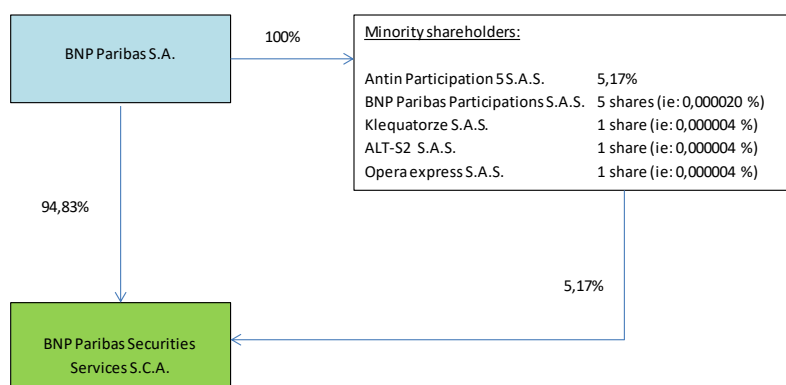 BNP Paribas S.A.
100%
Minority shareholders:
Antin Participation 5 S.A.S. 5,17%
BNP Paribas Participations S.A.S. 5 shares (ie: 0,000020 %)
Klequatorze S.A.S. 1 share (ie: 0,000004 %)
ALT-S2 S.A.S. 1 share (ie: 0,000004 %)
Opera express S.A.S. 1 share (ie: 0,000004 %)
94,83%
5,17%
BNP Paribas Securities
Services S.C.A.